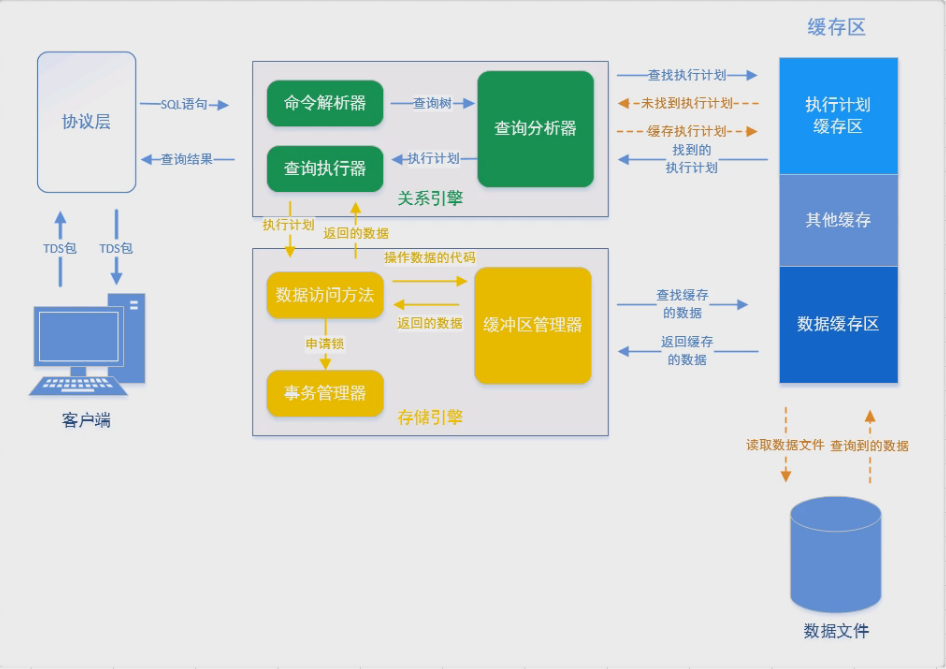 缓存区
协议层
SQL语句
查询结果
TDS包
TDS包
客户端
命令解析器
查询树
查询分析器
查询执行器
执行计划
关系引擎
查找执行计划
未找到执行计划
缓存执行计划
找到的
执行计划
执行计划
缓存区
其他缓存
数据缓存区
执行计划
返回的数据
操作数据的代码
数据访问方法
返回的数据
缓冲区管理器
申请锁
事务管理器
存储引擎
查找缓存
的数据
返回缓存
的数据
读取数据文件
查询到的数据
数据文件